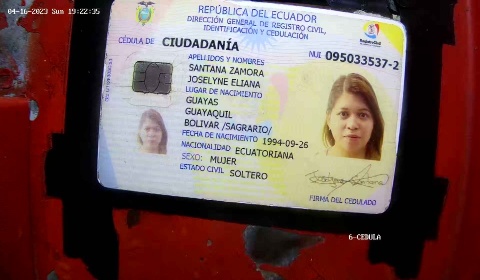 04-16-2023 Sun 19:22:35
REPÚBLICA DEL ECUADOR
DIRECCIÓN GENERAL DE REGISTRO CIVIL,
IDENTIFICACIÓN Y CEDULACIÓN
CÉDULA DE CIUDADANÍA
NUI 095033537-2
APELLIDOS Y NOMBRES
SANTANA ZAMORA
JOSELYNE ELIANA
LUGAR DE NACIMIENTO
GUAYAS
GUAYAQUIL
BOLIVAR /SAGRARIO/
FECHA DE NACIMIENTO 1994-09-26
NACIONALIDAD ECUATORIANA
SEXO: MUJER
ESTADO CIVIL SOLTERO
FIRMA DEL CEDULADO
6-CEDULA